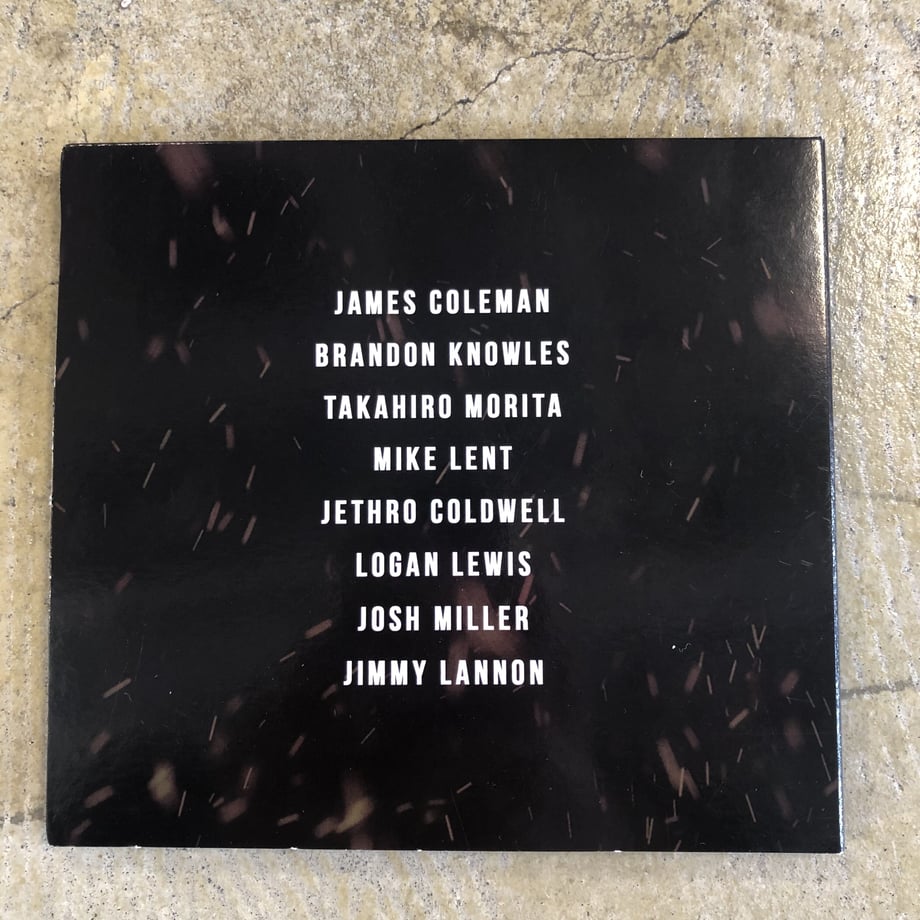 JAMES COLEMAN
BRANDON KNOWLES
TAKAHIRO MORITA
MIKE LENT
JETHRO COLDWELL
LOGAN LEWIS
JOSH MILLER
JIMMY LANNON